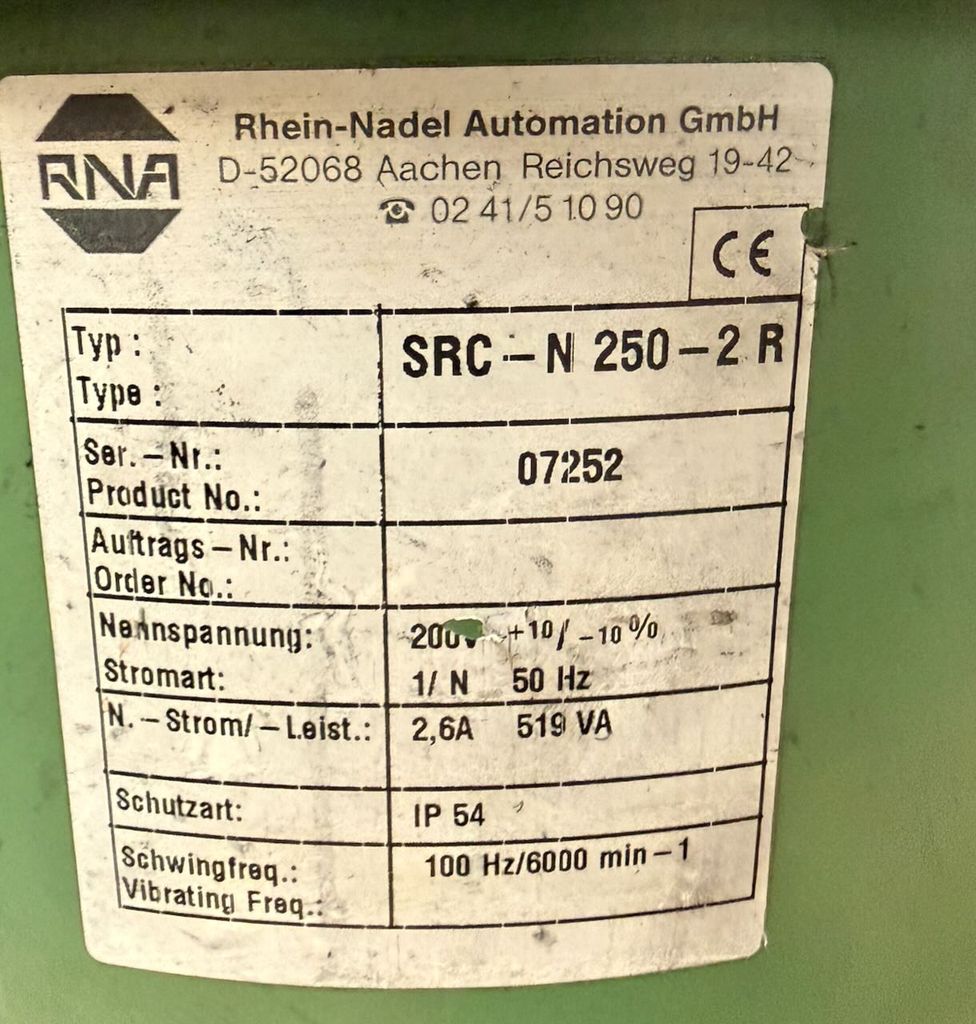 RNA
Rhein-Nadel Automation GmbH
D-52068 Aachen Reichsweg 19-42
☎ 02 41/5 10 90
CE
Typ :
Type :
SRC - N 250 - 2 R
Ser. - Nr.:
Product No.:
07252
Auftrags - Nr.:
Order No.:
Nennspannung:
200V +10/ -10 %
Stromart:
1/ N 50 Hz
N. - Strom/ - Leist.:
2,6A 519 VA
Schutzart:
IP 54
Schwingfreq.:
Vibrating Freq.:
100 Hz/6000 min - 1